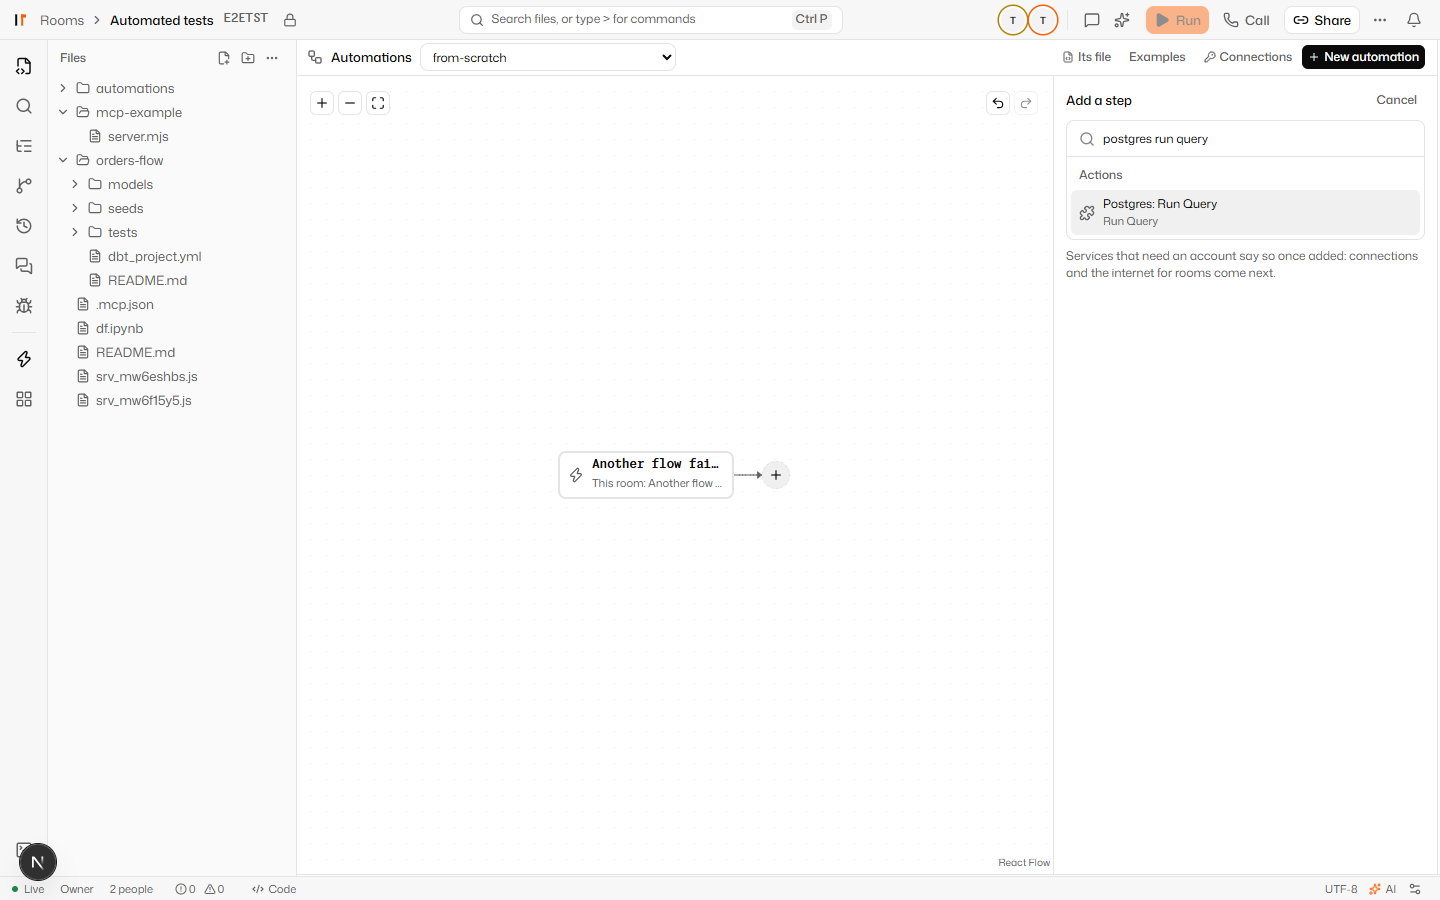 Rooms
Automated tests
E2ETST
Search files, or type > for commands
Ctrl P
T
T
Run
Call
Share
Files
Automations
from-scratch
Its file
Examples
Connections
New automation
automations
mcp-example
server.mjs
orders-flow
models
seeds
tests
dbt_project.yml
README.md
.mcp.json
df.ipynb
README.md
srv_mw6eshbs.js
srv_mw6f15y5.js
Another flow fai…
This room: Another flow …
React Flow
Add a step
Cancel
postgres run query
Actions
Postgres: Run Query
Run Query
Services that need an account say so once added: connections
and the internet for rooms come next.
N
Live
Owner
2 people
0
0
Code
UTF-8
AI